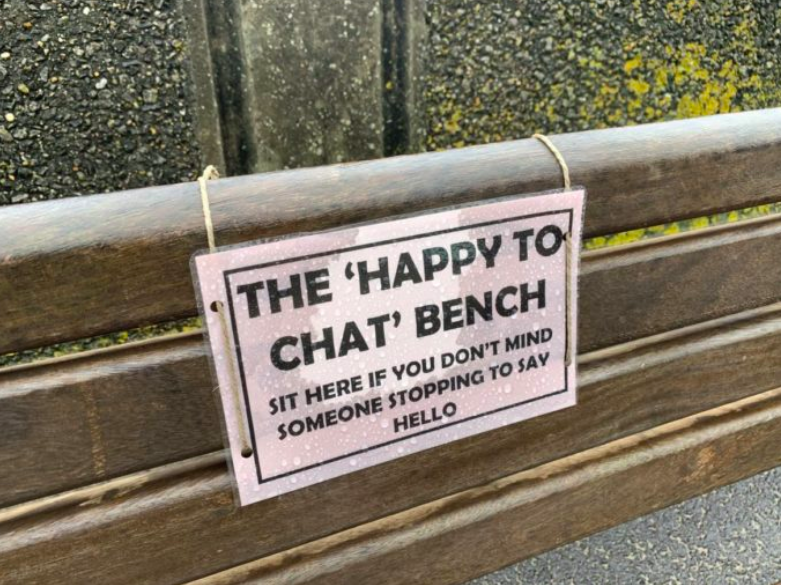 THE ‘HAPPY TO
CHAT’ BENCH
SIT HERE IF YOU DON’T MIND
SOMEONE STOPPING TO SAY
HELLO